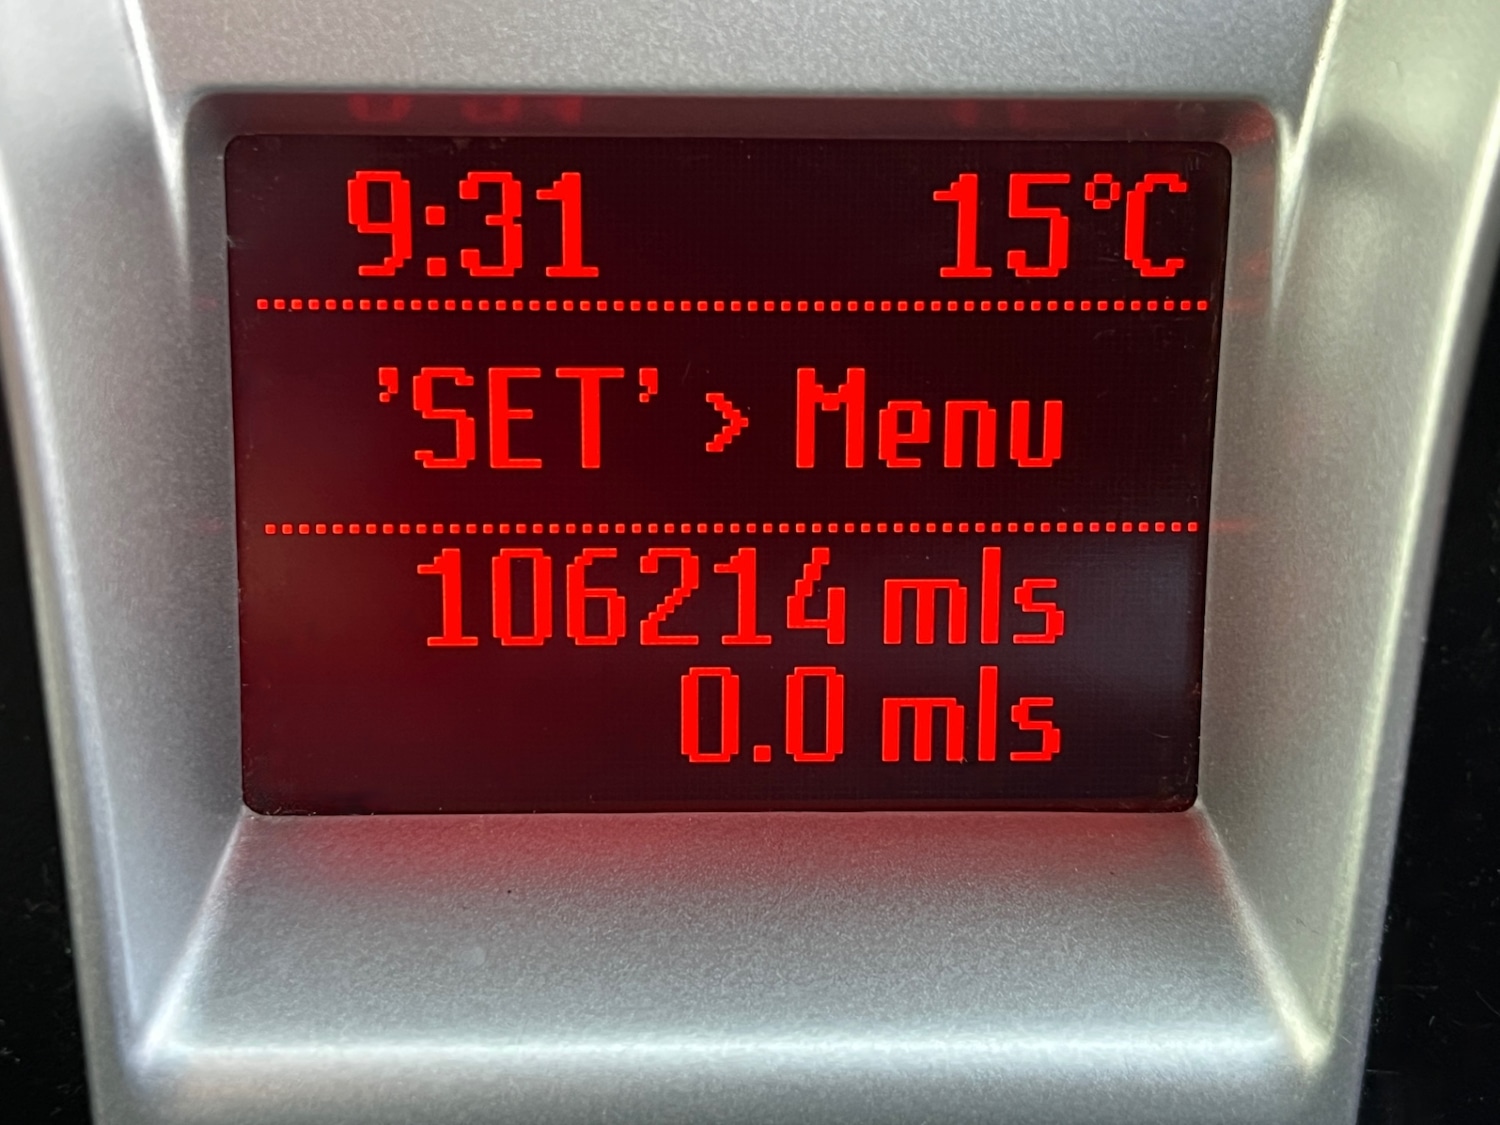 9:31 15°C
'SET' > Menu
106214 mls
0.0 mls